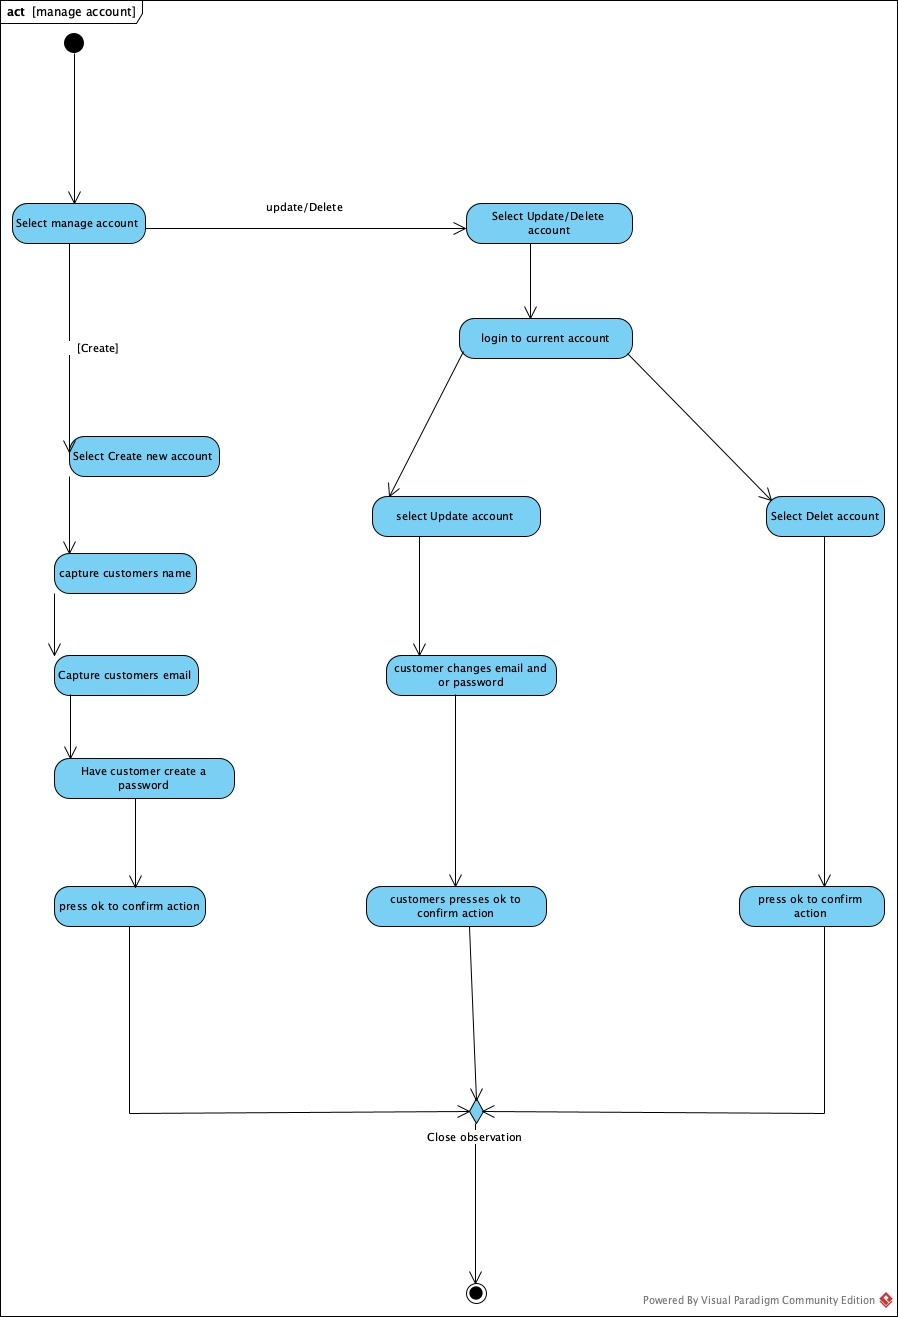 act [manage account]
update/Delete
Select manage account
Select Update/Delete
account
login to current account
[Create]
Select Create new account
select Update account
Select Delet account
capture customers name
Capture customers email
customer changes email and
or password
Have customer create a
password
press ok to confirm action
customers presses ok to
confirm action
press ok to confirm
action
Close observation
Powered By Visual Paradigm Community Edition